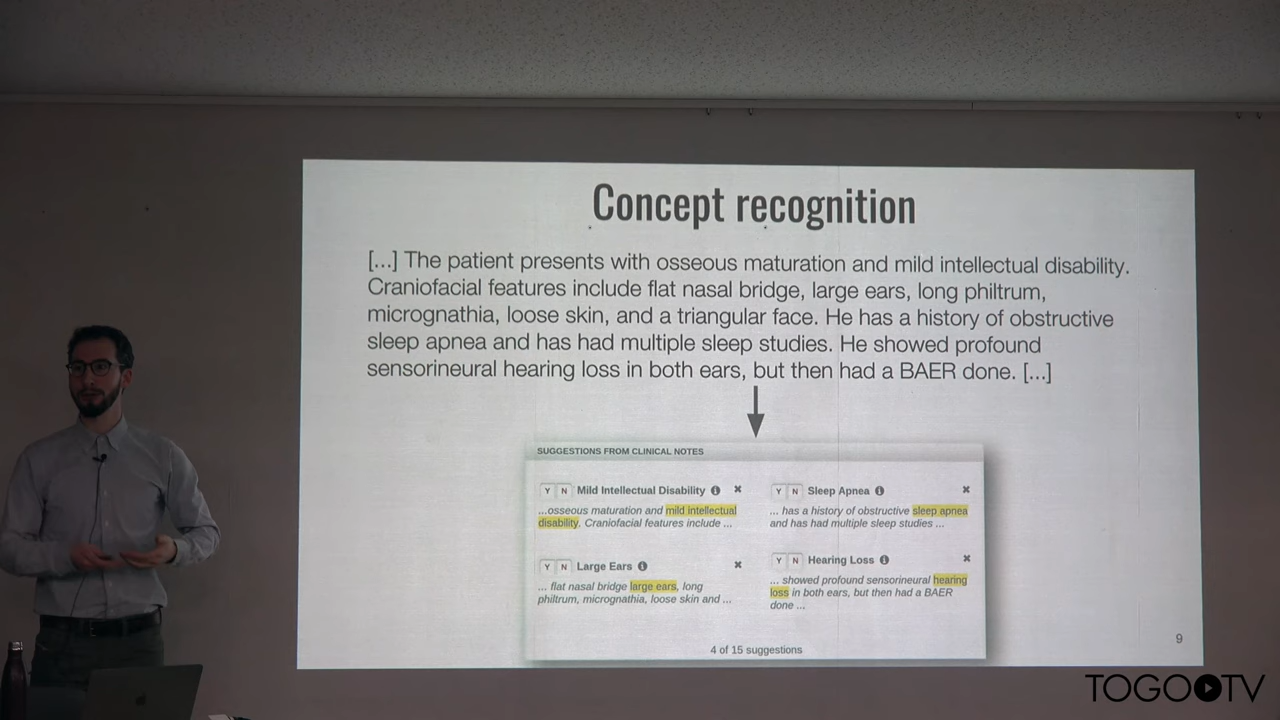 Concept recognition
[...] The patient presents with osseous maturation and mild intellectual disability.
Craniofacial features include flat nasal bridge, large ears, long philtrum,
micrognathia, loose skin, and a triangular face. He has a history of obstructive
sleep apnea and has had multiple sleep studies. He showed profound
sensorineural hearing loss in both ears, but then had a BAER done. [...]
SUGGESTIONS FROM CLINICAL NOTES
Y N Mild Intellectual Disability i ✖
...osseous maturation and mild intellectual
disability. Craniofacial features include ...
Y N Sleep Apnea i ✖
... has a history of obstructive sleep apnea
and has had multiple sleep studies ...
Y N Large Ears i ✖
... flat nasal bridge large ears, long
philtrum, micrognathia, loose skin and ...
Y N Hearing Loss i ✖
... showed profound sensorineural hearing
loss in both ears, but then had a BAER
done ...
4 of 15 suggestions
9
TOGOTV